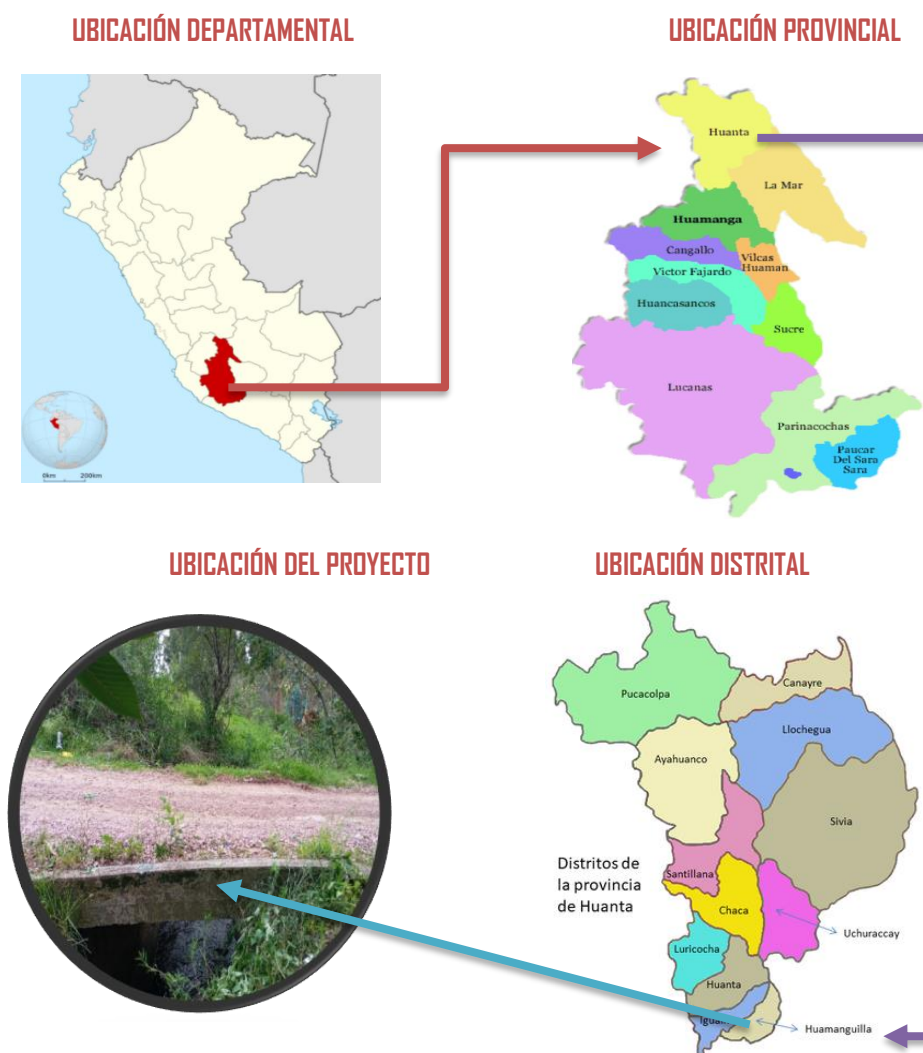 UBICACIÓN DEPARTAMENTAL
UBICACIÓN PROVINCIAL
0km 200km
Huanta
La Mar
Huamanga
Cangallo
Vilcas
Huaman
Victor Fajardo
Huancasancos
Sucre
Lucanas
Parinacochas
Paucar
Del Sara
Sara
UBICACIÓN DEL PROYECTO
UBICACIÓN DISTRITAL
Canayre
Pucacolpa
Llochegua
Ayahuanco
Sivia
Distritos de
la provincia
de Huanta
Santillana
Chaca
Uchuraccay
Luricocha
Huanta
Huamanguilla